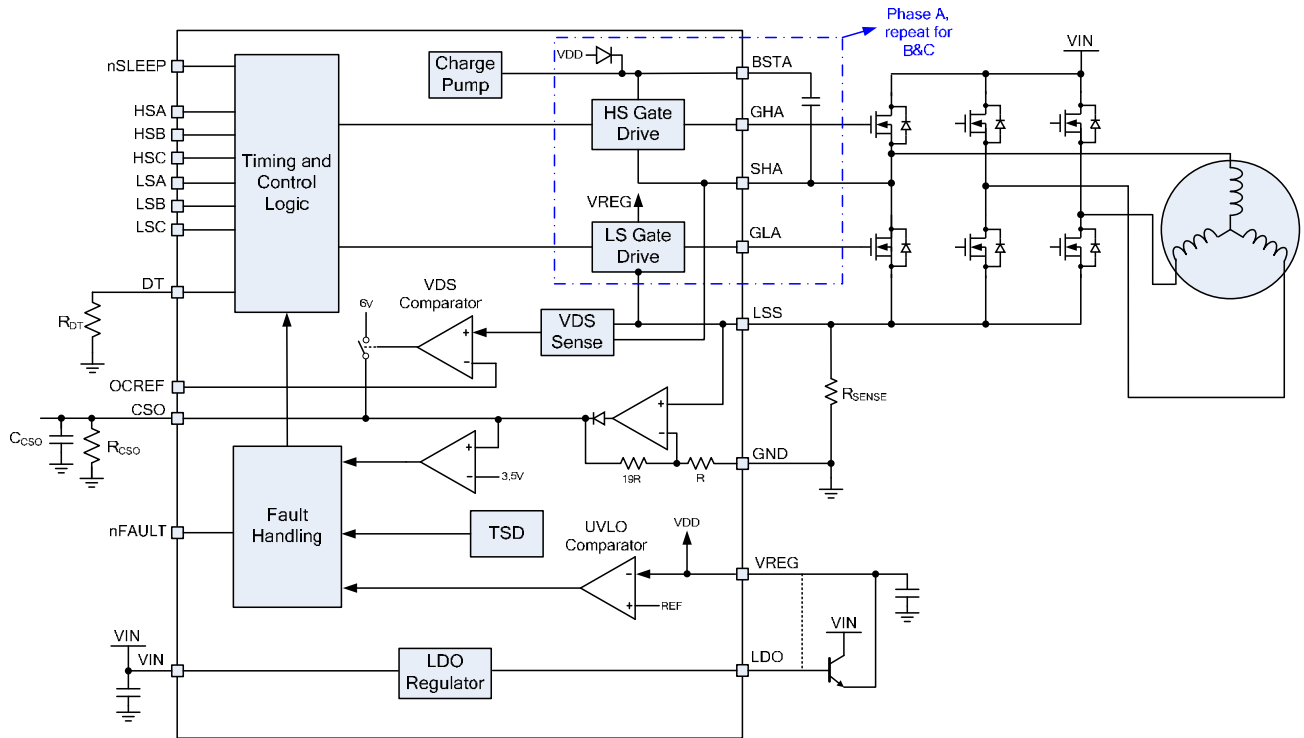 Phase A,
repeat for
B&C
VIN
nSLEEP
HSA
HSB
HSC
LSA
LSB
LSC
DT
RDT
OCREF
CSO
CCSO
RCSO
nFAULT
VIN
VIN
Timing and
Control
Logic
Charge
Pump
VDD
HS Gate
Drive
VREG
LS Gate
Drive
BSTA
GHA
SHA
GLA
LSS
6V
VDS
Comparator
+
−
VDS
Sense
+
−
19R
R
GND
RSENSE
+
−
3.5V
Fault
Handling
TSD
UVLO
Comparator
VDD
−
+
REF
VREG
LDO
Regulator
LDO
VIN